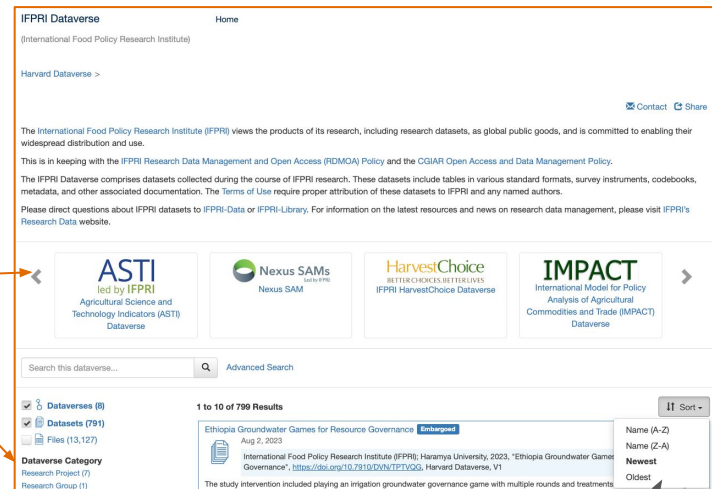 IFPRI Dataverse
Home
(International Food Policy Research Institute)
Harvard Dataverse >
Contact Share
The International Food Policy Research Institute (IFPRI) views the products of its research, including research datasets, as global public goods, and is committed to enabling their
widespread distribution and use.
This is in keeping with the IFPRI Research Data Management and Open Access (RDMOA) Policy and the CGIAR Open Access and Data Management Policy.
The IFPRI Dataverse comprises datasets collected during the course of IFPRI research. These datasets include tables in various standard formats, survey instruments, codebooks,
metadata, and other associated documentation. The Terms of Use require proper attribution of these datasets to IFPRI and any named authors.
Please direct questions about IFPRI datasets to IFPRI-Data or IFPRI-Library. For information on the latest resources and news on research data management, please visit IFPRI's
Research Data website.
ASTI
led by IFPRI
Agricultural Science and
Technology Indicators (ASTI)
Dataverse
Nexus SAMs
led by IFPRI
Nexus SAM
HarvestChoice
BETTER CHOICES, BETTER LIVES
IFPRI HarvestChoice Dataverse
IMPACT
International Model for Policy
Analysis of Agricultural
Commodities and Trade (IMPACT)
Dataverse
Search this dataverse...
Advanced Search
Dataverses (8)
Datasets (791)
Files (13,127)
Dataverse Category
Research Project (7)
Research Group (1)
1 to 10 of 799 Results
Sort
Name (A-Z)
Name (Z-A)
Newest
Oldest
Ethiopia Groundwater Games for Resource Governance Embargoed
Aug 2, 2023
International Food Policy Research Institute (IFPRI); Haramya University, 2023, "Ethiopia Groundwater Games
Governance", https://doi.org/10.7910/DVN/TPTVQG, Harvard Dataverse, V1
The study intervention included playing an irrigation groundwater governance game with multiple rounds and treatments